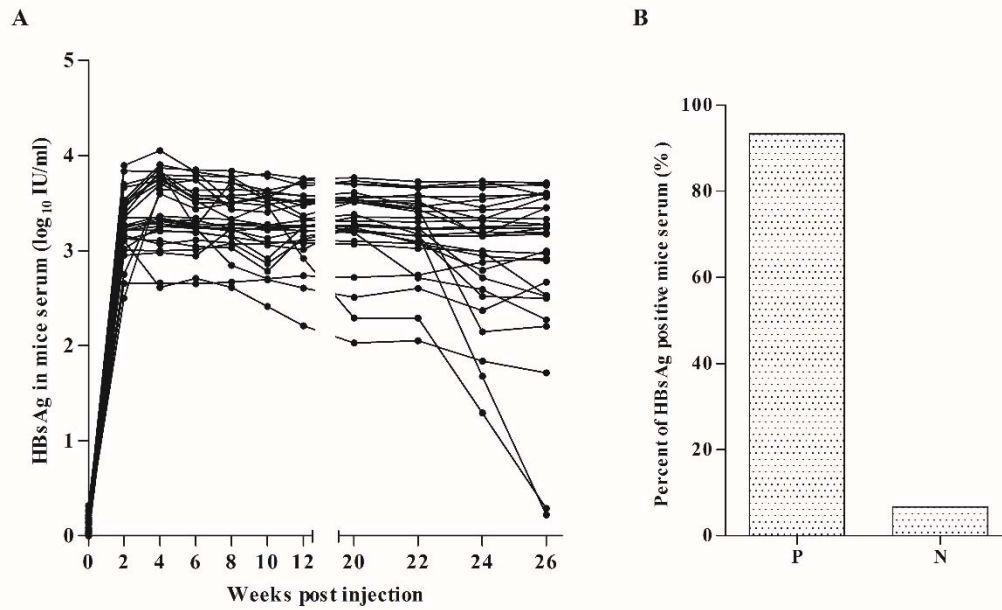 A
HBsAg in mice serum (log10 IU/ml)
5
4
3
2
1
0
0 2 4 6 8 10 12 20 22 24 26
Weeks post injection
B
Percent of HBsAg positive mice serum (%)
100
80
60
40
20
0
P N